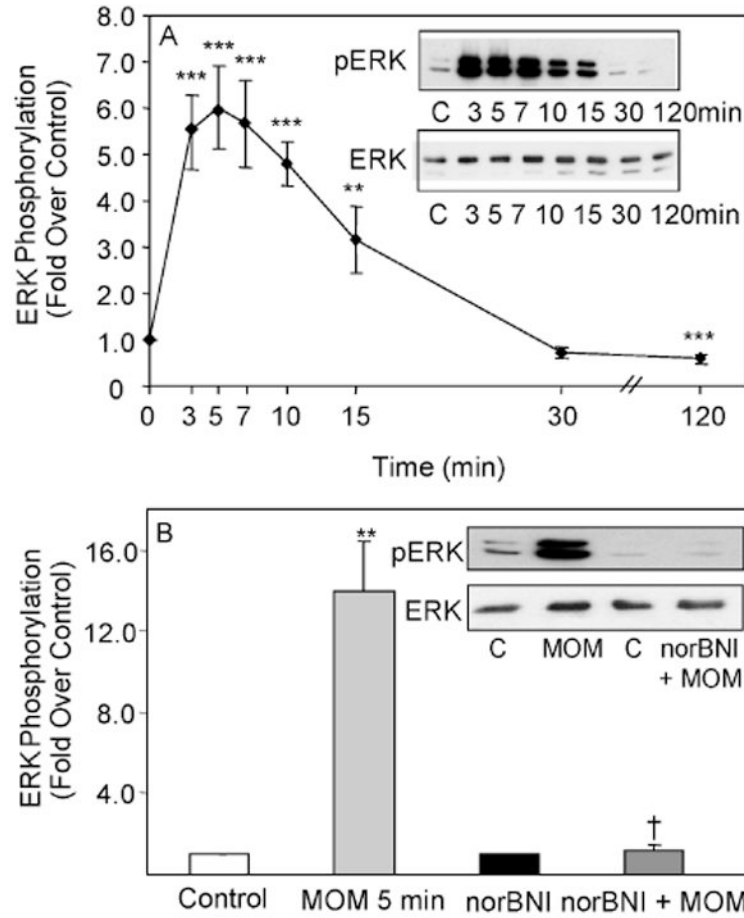 A
8.0
7.0
6.0
5.0
4.0
3.0
2.0
1.0
0
ERK Phosphorylation
(Fold Over Control)
***
***
***
***
**
***
pERK
C 3 5 7 10 15 30 120min
ERK
C 3 5 7 10 15 30 120min
0 3 5 7 10 15 30 120
Time (min)
B
16.0
12.0
8.0
4.0
ERK Phosphorylation
(Fold Over Control)
**
†
pERK
ERK
C MOM C norBNI
+ MOM
Control MOM 5 min norBNI norBNI + MOM